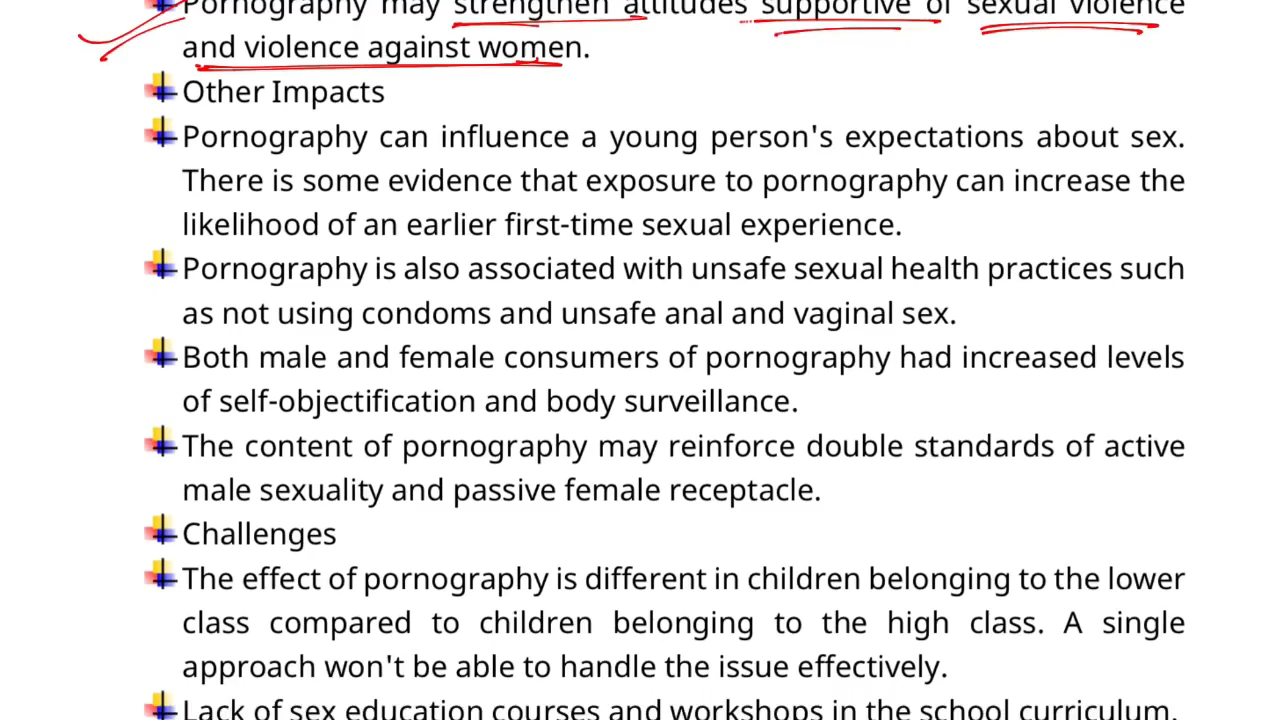 Pornography may strengthen attitudes supportive of sexual violence
and violence against women.
Other Impacts
Pornography can influence a young person's expectations about sex.
There is some evidence that exposure to pornography can increase the
likelihood of an earlier first-time sexual experience.
Pornography is also associated with unsafe sexual health practices such
as not using condoms and unsafe anal and vaginal sex.
Both male and female consumers of pornography had increased levels
of self-objectification and body surveillance.
The content of pornography may reinforce double standards of active
male sexuality and passive female receptacle.
Challenges
The effect of pornography is different in children belonging to the lower
class compared to children belonging to the high class. A single
approach won't be able to handle the issue effectively.
Lack of sex education courses and workshops in the school curriculum.